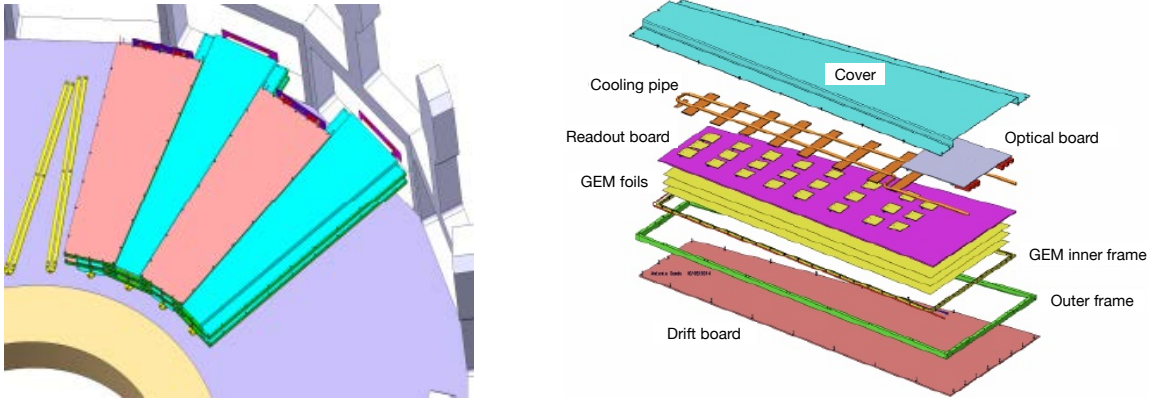 Cover
Cooling pipe
Readout board
Optical board
GEM foils
GEM inner frame
Outer frame
Drift board